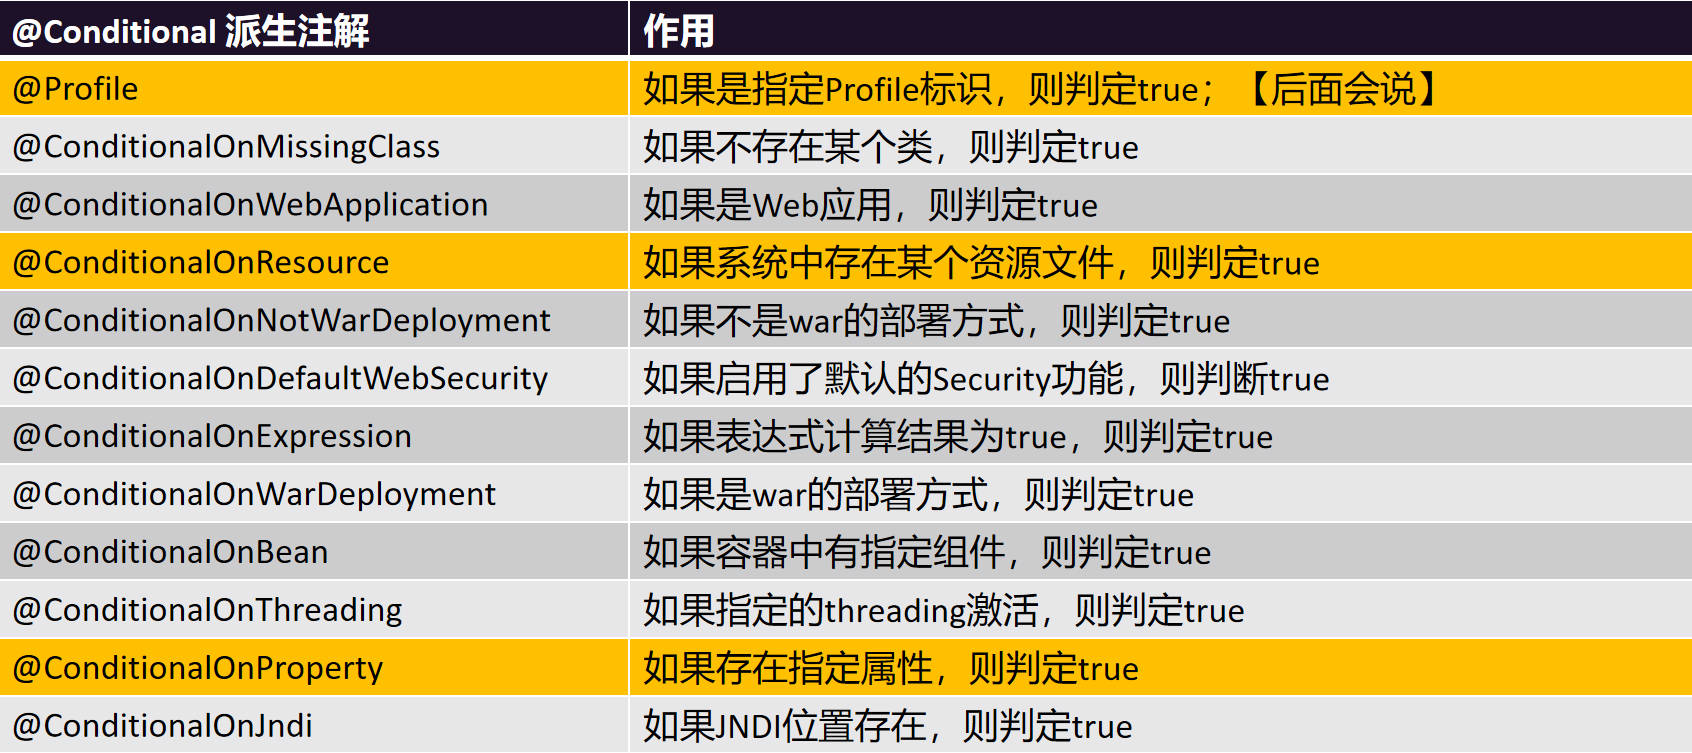 @Conditional 派生注解 作用
@Profile 如果是指定Profile标识，则判定true；【后面会说】
@ConditionalOnMissingClass 如果不存在某个类，则判定true
@ConditionalOnWebApplication 如果是Web应用，则判定true
@ConditionalOnResource 如果系统中存在某个资源文件，则判定true
@ConditionalOnNotWarDeployment 如果不是war的部署方式，则判定true
@ConditionalOnDefaultWebSecurity 如果启用了默认的Security功能，则判断true
@ConditionalOnExpression 如果表达式计算结果为true，则判定true
@ConditionalOnWarDeployment 如果是war的部署方式，则判定true
@ConditionalOnBean 如果容器中有指定组件，则判定true
@ConditionalOnThreading 如果指定的threading激活，则判定true
@ConditionalOnProperty 如果存在指定属性，则判定true
@ConditionalOnJndi 如果JNDI位置存在，则判定true